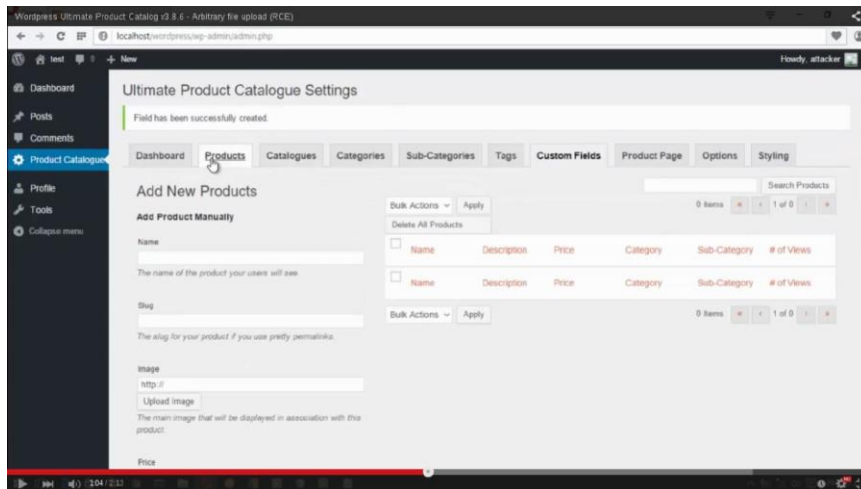 Wordpress Ultimate Product Catalog v3.8.6 - Arbitrary file upload (RCE)
localhost/wordpress/wp-admin/admin.php
test
New
Howdy, attacker
Dashboard
Posts
Comments
Product Catalogue
Profile
Tools
Collapse menu
Ultimate Product Catalogue Settings
Field has been successfully created.
Dashboard Products Catalogues Categories Sub-Categories Tags Custom Fields Product Page Options Styling
Add New Products
Add Product Manually
Name
The name of the product your users will see.
Slug
The slug for your product if you use pretty permalinks.
Image
http://
Upload image
The main image that will be displayed in association with this
product.
Price
Search Products
Bulk Actions Apply 0 items « ‹ 1 of 0 › »
Delete All Products
Name Description Price Category Sub-Category # of Views
Name Description Price Category Sub-Category # of Views
Bulk Actions Apply 0 items « ‹ 1 of 0 › »
1:04 / 2:13